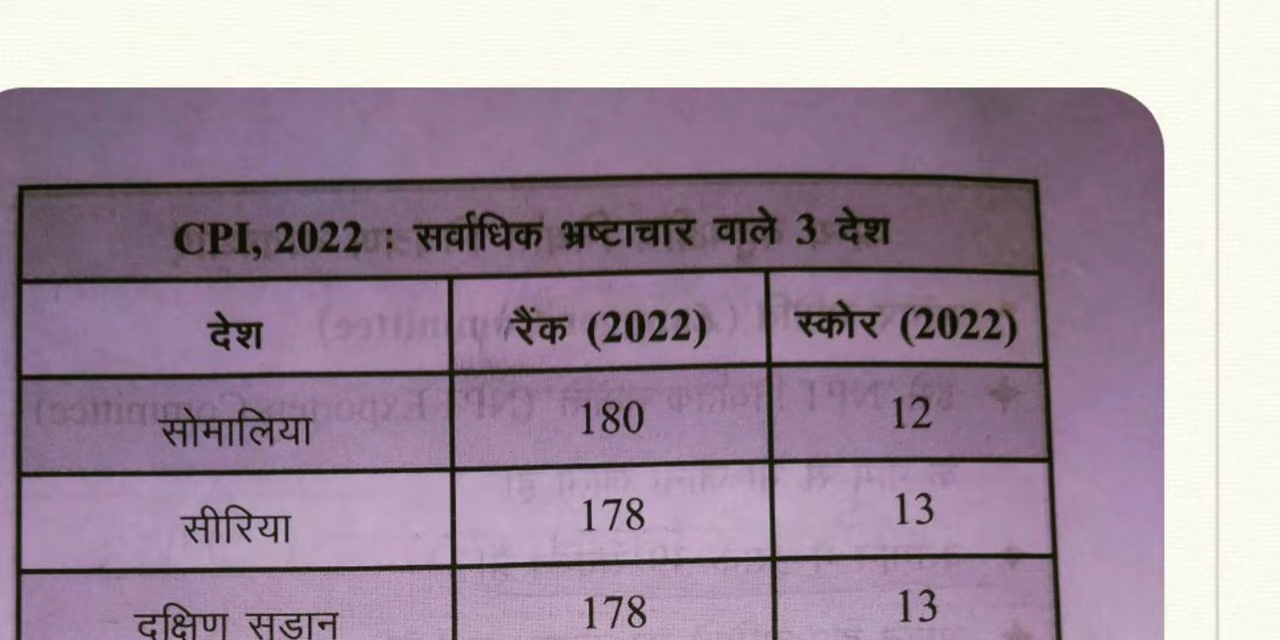 CPI, 2022 : सर्वाधिक भ्रष्टाचार वाले 3 देश
देश रैंक (2022) स्कोर (2022)
सोमालिया 180 12
सीरिया 178 13
दक्षिण सूडान 178 13